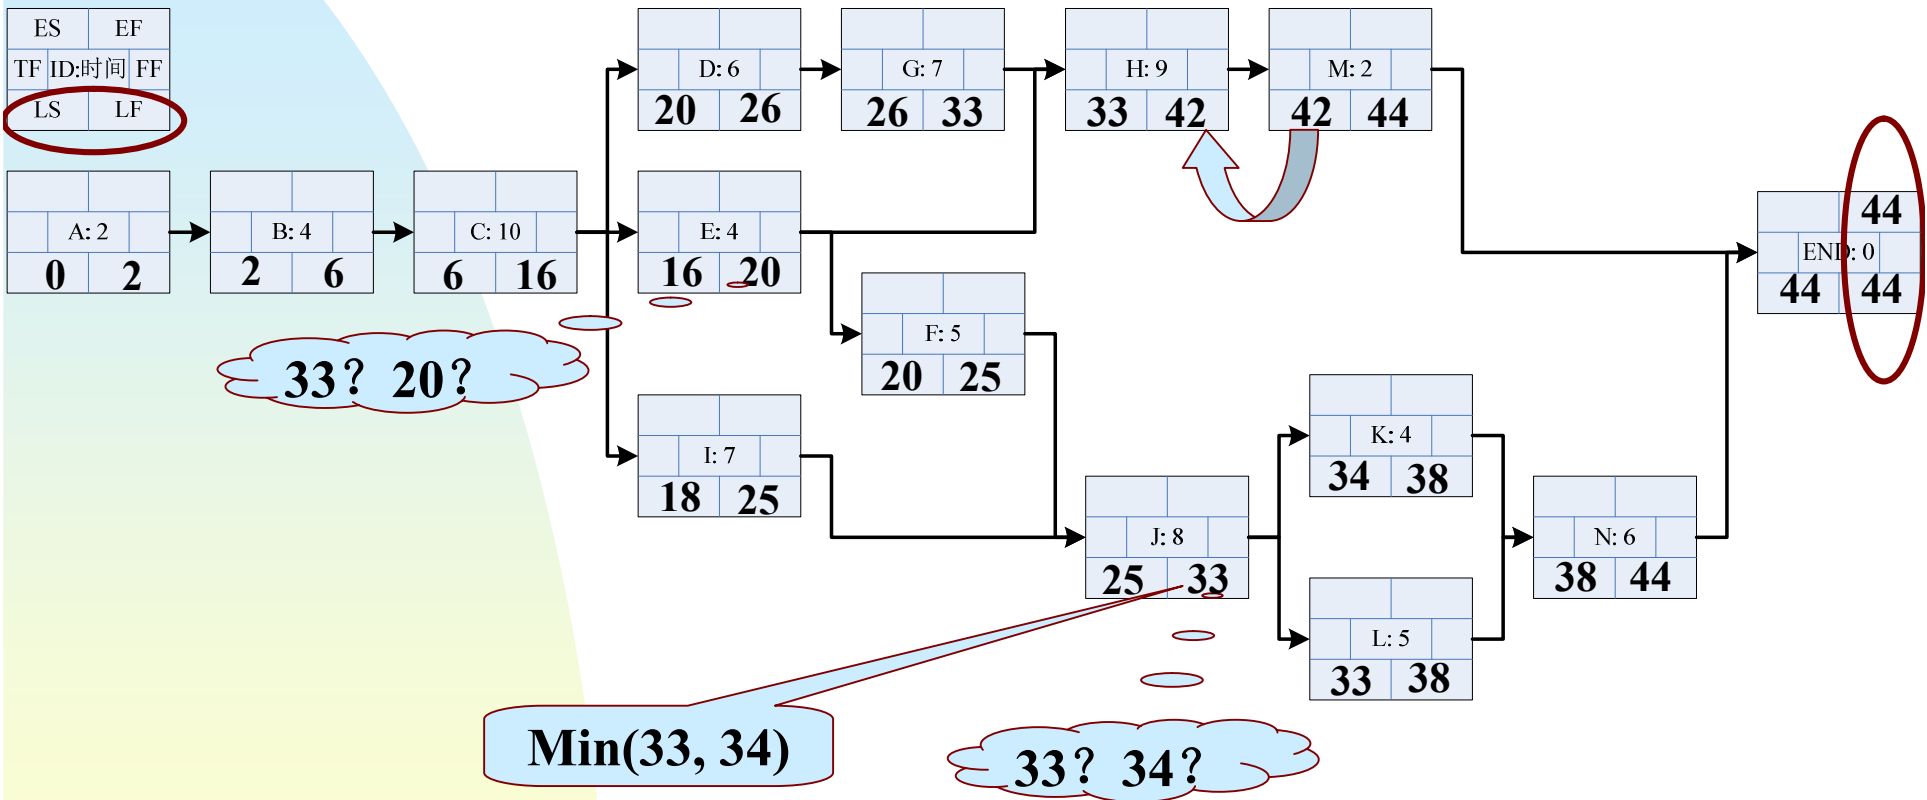 ES EF
TF ID:时间 FF
LS LF
D: 6
20 26
G: 7
26 33
H: 9
33 42
M: 2
42 44
A: 2
0 2
B: 4
2 6
C: 10
6 16
E: 4
16 20
44
END: 0
44 44
F: 5
20 25
33？20？
I: 7
18 25
K: 4
34 38
J: 8
25 33
N: 6
38 44
L: 5
33 38
Min(33, 34)
33？34？